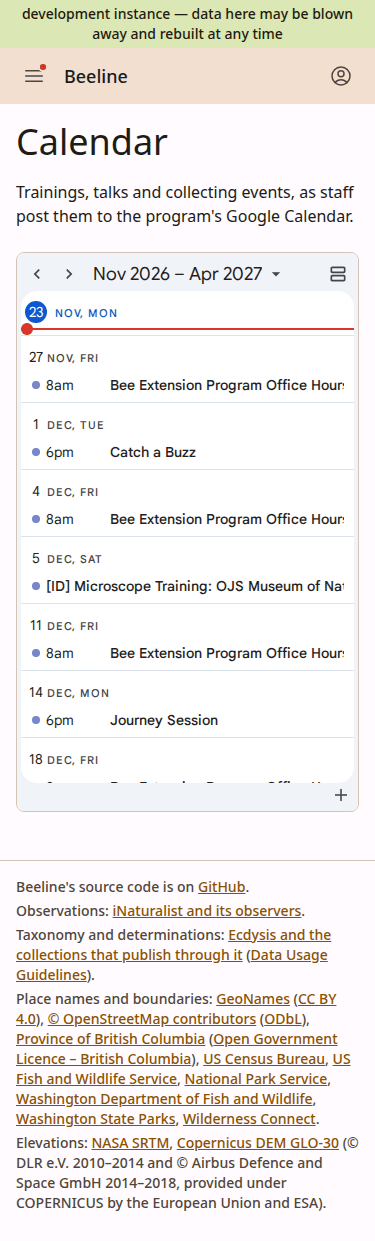 development instance — data here may be blown
away and rebuilt at any time
Beeline
Calendar
Trainings, talks and collecting events, as staff
post them to the program's Google Calendar.
Nov 2026 – Apr 2027
23 NOV, MON
27 NOV, FRI
8am Bee Extension Program Office Hours
1 DEC, TUE
6pm Catch a Buzz
4 DEC, FRI
8am Bee Extension Program Office Hours
5 DEC, SAT
[ID] Microscope Training: OJS Museum of Nat
11 DEC, FRI
8am Bee Extension Program Office Hours
14 DEC, MON
6pm Journey Session
18 DEC, FRI
Beeline's source code is on GitHub.
Observations: iNaturalist and its observers.
Taxonomy and determinations: Ecdysis and the
collections that publish through it (Data Usage
Guidelines).
Place names and boundaries: GeoNames (CC BY
4.0), © OpenStreetMap contributors (ODbL),
Province of British Columbia (Open Government
Licence – British Columbia), US Census Bureau, US
Fish and Wildlife Service, National Park Service,
Washington Department of Fish and Wildlife,
Washington State Parks, Wilderness Connect.
Elevations: NASA SRTM, Copernicus DEM GLO-30 (©
DLR e.V. 2010–2014 and © Airbus Defence and
Space GmbH 2014–2018, provided under
COPERNICUS by the European Union and ESA).